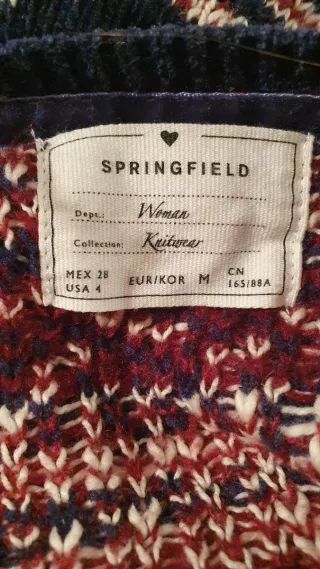 SPRINGFIELD
Dept.: Woman
Collection: Knitwear
MEX 28
USA 4
EUR/KOR M
CN
165/88A